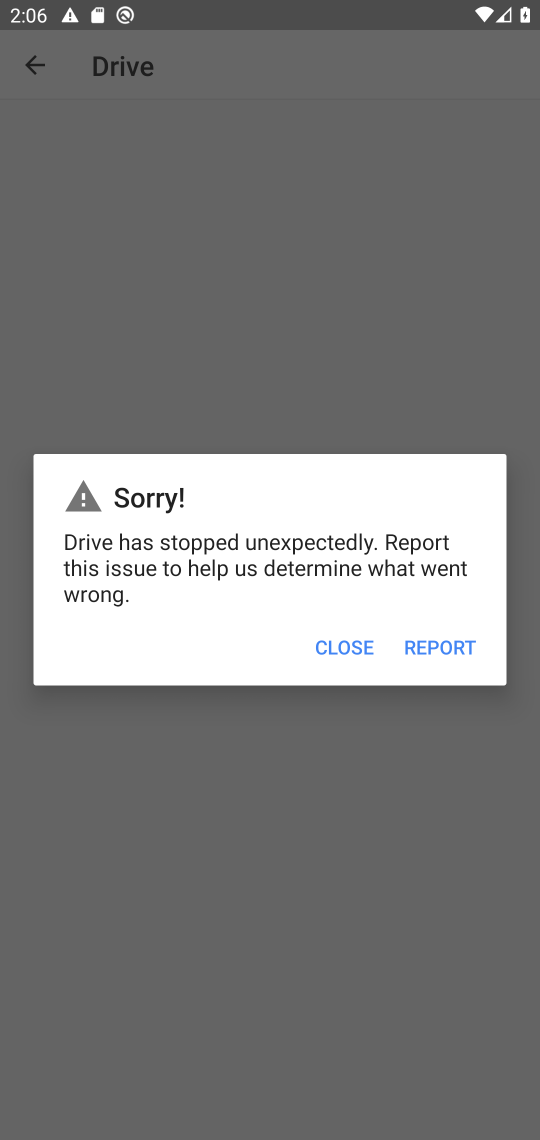 2:06
Drive
Sorry!
Drive has stopped unexpectedly. Report
this issue to help us determine what went
wrong.
CLOSE REPORT